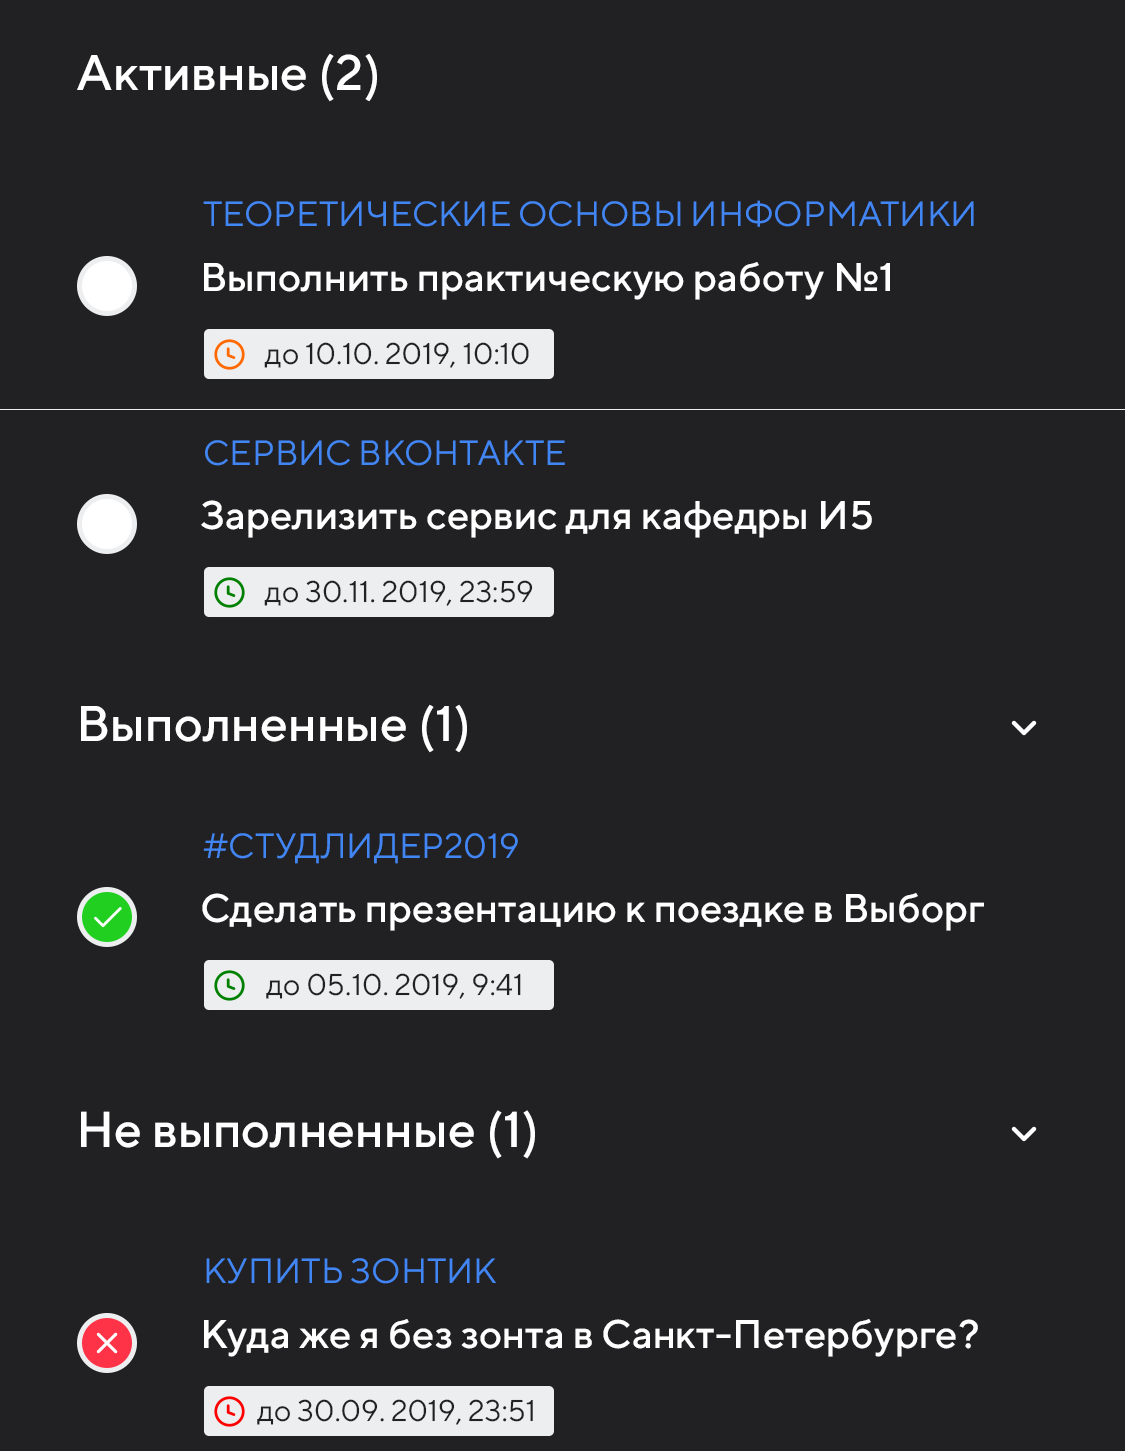 Активные (2)
ТЕОРЕТИЧЕСКИЕ ОСНОВЫ ИНФОРМАТИКИ
Выполнить практическую работу №1
до 10.10. 2019, 10:10
СЕРВИС ВКОНТАКТЕ
Зарелизить сервис для кафедры И5
до 30.11. 2019, 23:59
Выполненные (1)
#СТУДЛИДЕР2019
Сделать презентацию к поездке в Выборг
до 05.10. 2019, 9:41
Не выполненные (1)
КУПИТЬ ЗОНТИК
Куда же я без зонта в Санкт-Петербурге?
до 30.09. 2019, 23:51